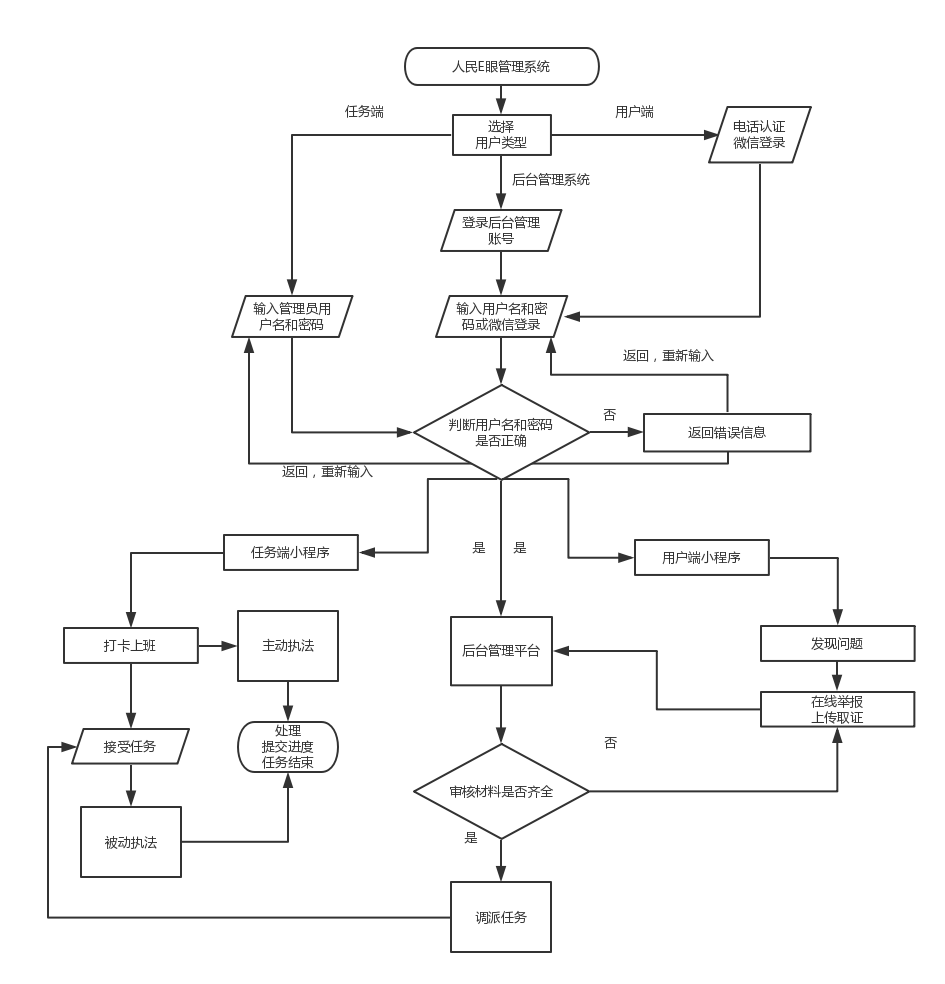 人民E眼管理系统
任务端
用户端
选择
用户类型
电话认证
微信登录
后台管理系统
登录后台管理
账号
输入管理员用
户名和密码
输入用户名和密
码或微信登录
返回，重新输入
判断用户名和密码
是否正确
否
返回错误信息
返回，重新输入
任务端小程序
是
是
用户端小程序
打卡上班
主动执法
后台管理平台
发现问题
在线举报
上传取证
接受任务
处理
提交进度
任务结束
否
审核材料是否齐全
被动执法
是
调派任务